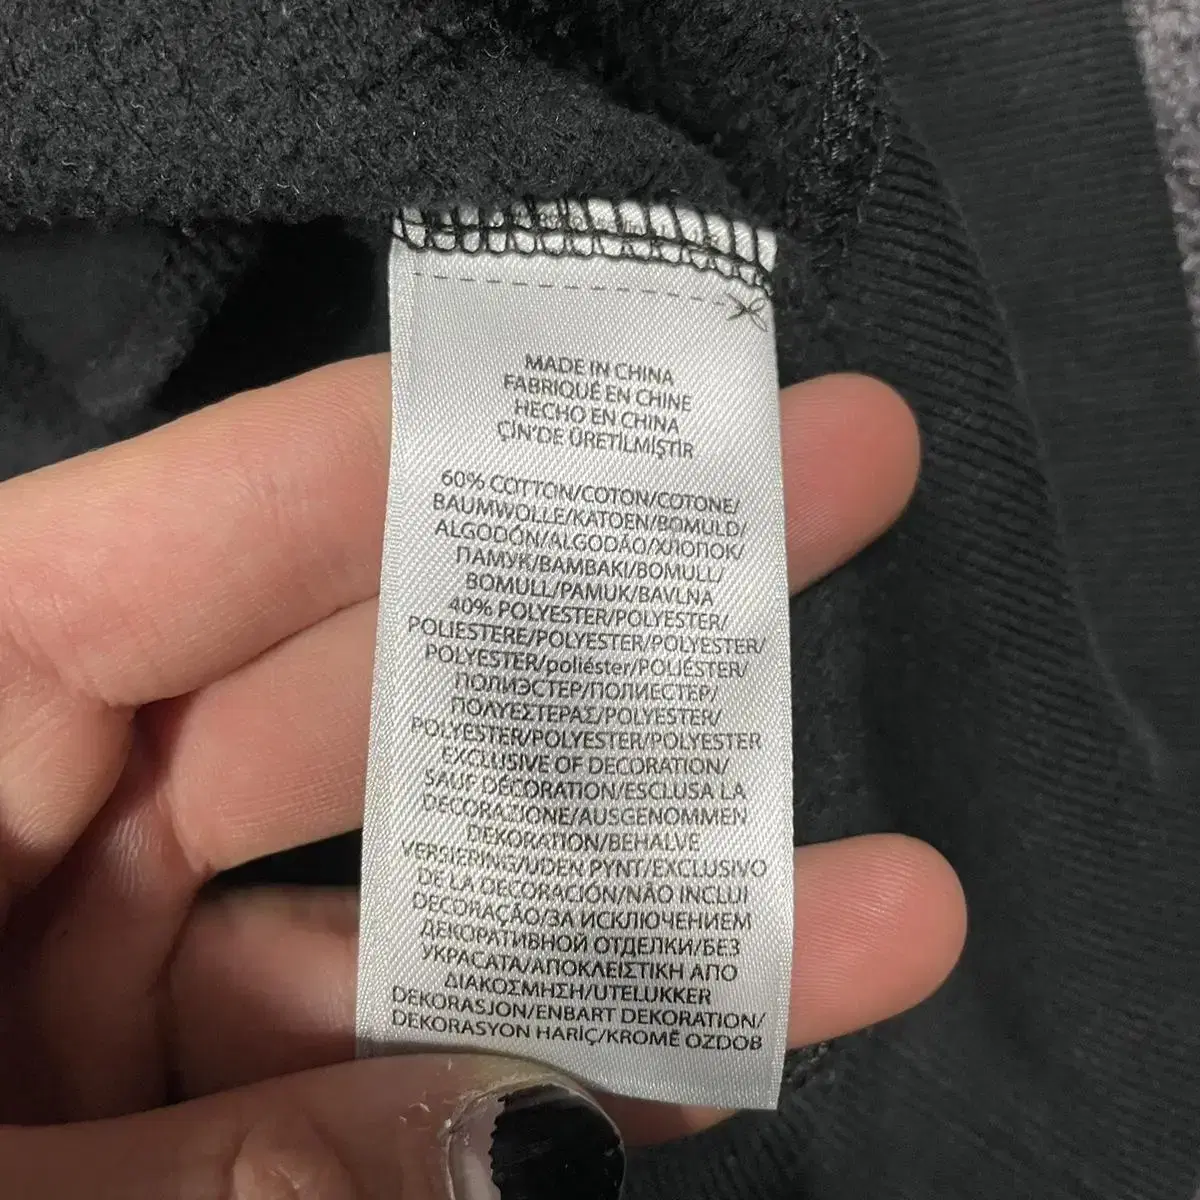 MADE IN CHINA
FABRIQUÉ EN CHINE
HECHO EN CHINA
ÇİN'DE ÜRETİLMİŞTİR
60% COTTON/COTON/COTONE/
BAUMWOLLE/KATOEN/BOMULD/
ALGODÓN/ALGODÃO/ХЛОПОК/
ПАМУК/ΒΑΜΒΑΚΙ/BOMULL/
BOMULL/PAMUK/BAVLNA
40% POLYESTER/POLYESTER/
POLIESTERE/POLYESTER/POLYESTER/
POLYESTER/poliéster/POLIÉSTER/
ПОЛИЭСТЕР/ПОЛИЕСТЕР/
ΠΟΛΥΕΣΤΕΡΑΣ/POLYESTER/
POLYESTER/POLYESTER/POLYESTER
EXCLUSIVE OF DECORATION/
SAUF DÉCORATION/ESCLUSA LA
DECORAZIONE/AUSGENOMMEN
DEKORATION/BEHALVE
VERSIERING/UDEN PYNT/EXCLUSIVO
DE LA DECORACIÓN/NÃO INCLUI
DECORAÇÃO/ЗА ИСКЛЮЧЕНИЕМ
ДЕКОРАТИВНОЙ ОТДЕЛКИ/БЕЗ
УКРАСАТА/ΑΠΟΚΛΕΙΣΤΙΚΗ ΑΠΟ
ΔΙΑΚΟΣΜΗΣΗ/UTELUKKER
DEKORASJON/ENBART DEKORATION/
DEKORASYON HARİÇ/KROMĚ OZDOB